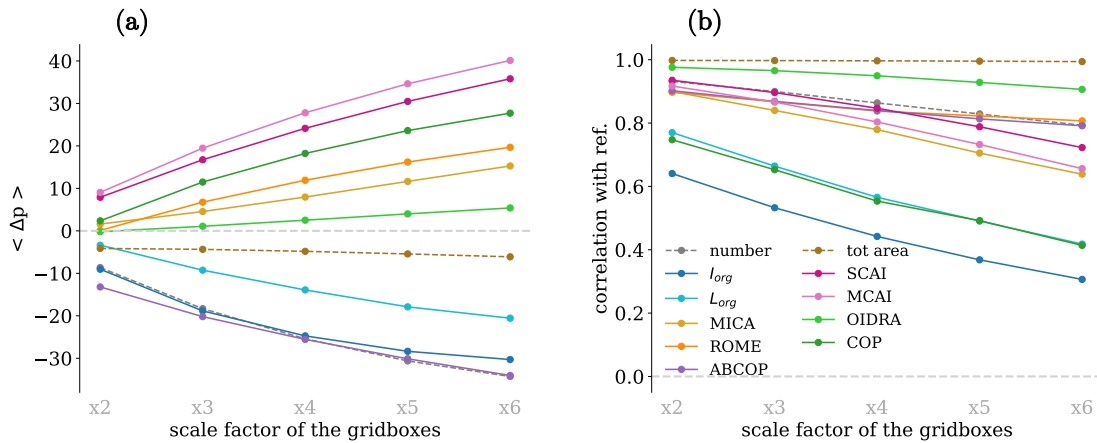 (a)
40
30
20
10
0
−10
−20
−30
< Δp >
x2 x3 x4 x5 x6
scale factor of the gridboxes
(b)
1.0
0.8
0.6
0.4
0.2
0.0
correlation with ref.
number
I_org
L_org
MICA
ROME
ABCOP
tot area
SCAI
MCAI
OIDRA
COP
x2 x3 x4 x5 x6
scale factor of the gridboxes